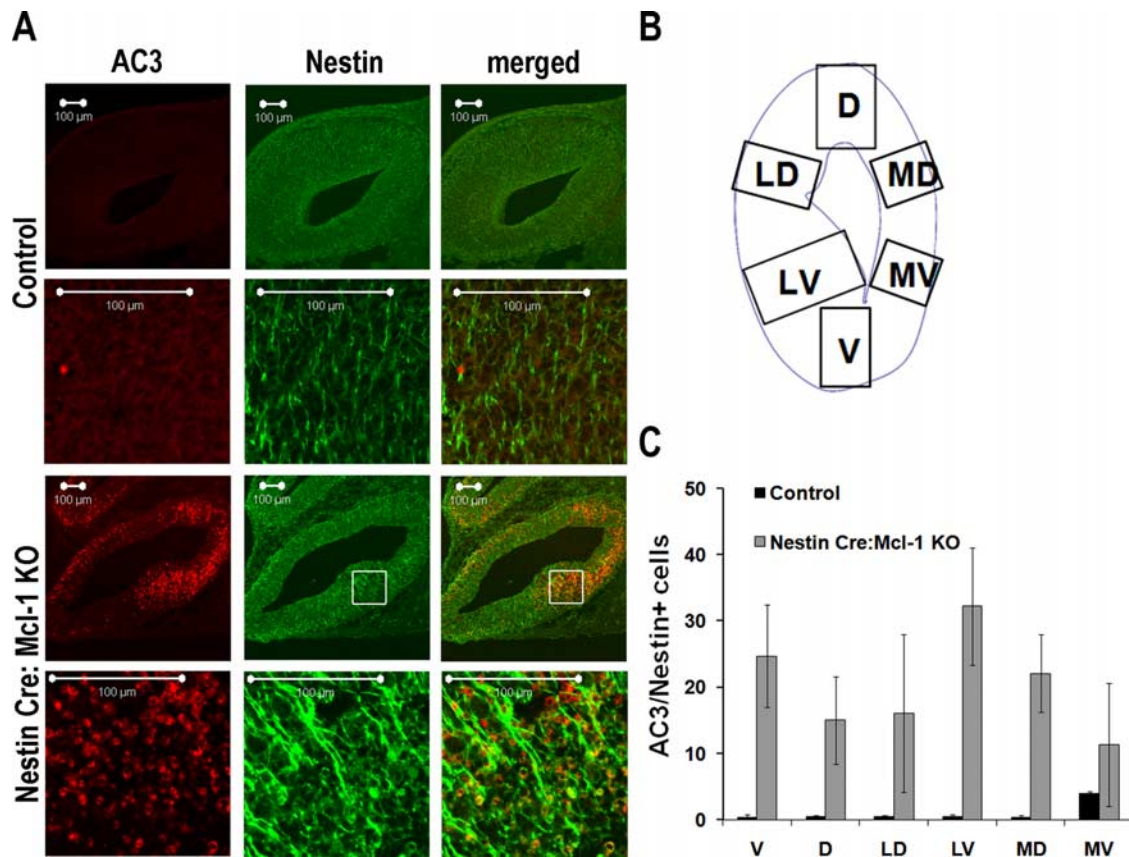 A
AC3 Nestin merged
Control
100 µm 100 µm 100 µm
100 µm 100 µm 100 µm
Nestin Cre: Mcl-1 KO
100 µm 100 µm 100 µm
100 µm 100 µm 100 µm
B
D
LD MD
LV MV
V
C
AC3/Nestin+ cells
50
40
30
20
10
0
Control
Nestin Cre:Mcl-1 KO
V D LD LV MD MV